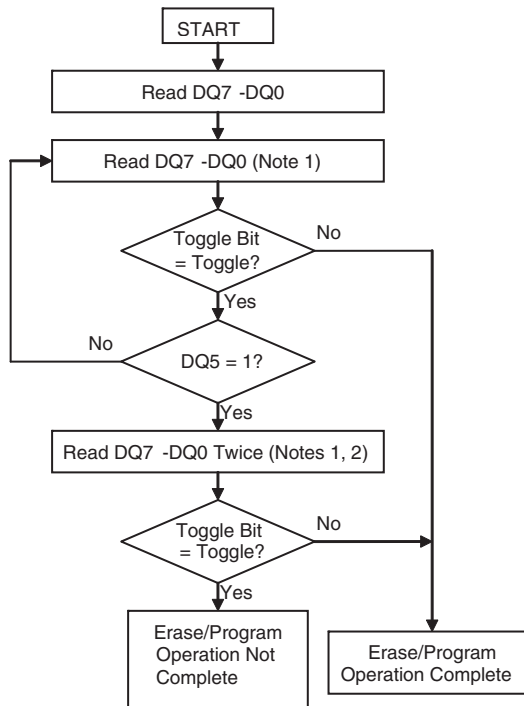 START
Read DQ7 -DQ0
Read DQ7 -DQ0 (Note 1)
Toggle Bit
= Toggle?
No
Yes
No
DQ5 = 1?
Yes
Read DQ7 -DQ0 Twice (Notes 1, 2)
Toggle Bit
= Toggle?
No
Yes
Erase/Program
Operation Not
Complete
Erase/Program
Operation Complete